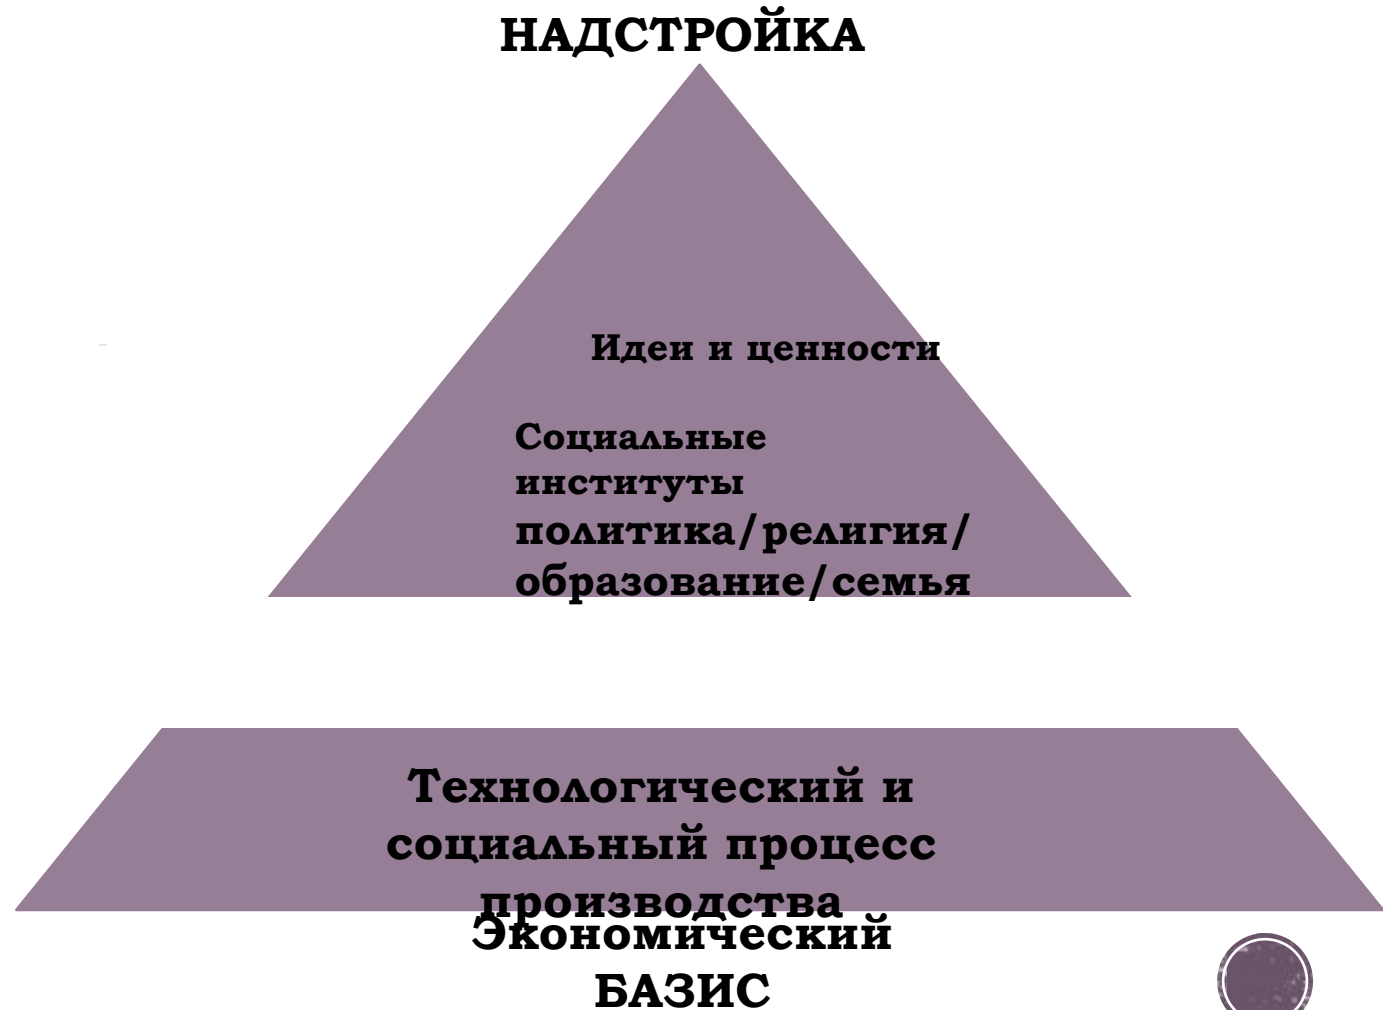 НАДСТРОЙКА
Идеи и ценности
Социальные
институты
политика/религия/
образование/семья
Технологический и
социальный процесс
производства
Экономический
БАЗИС